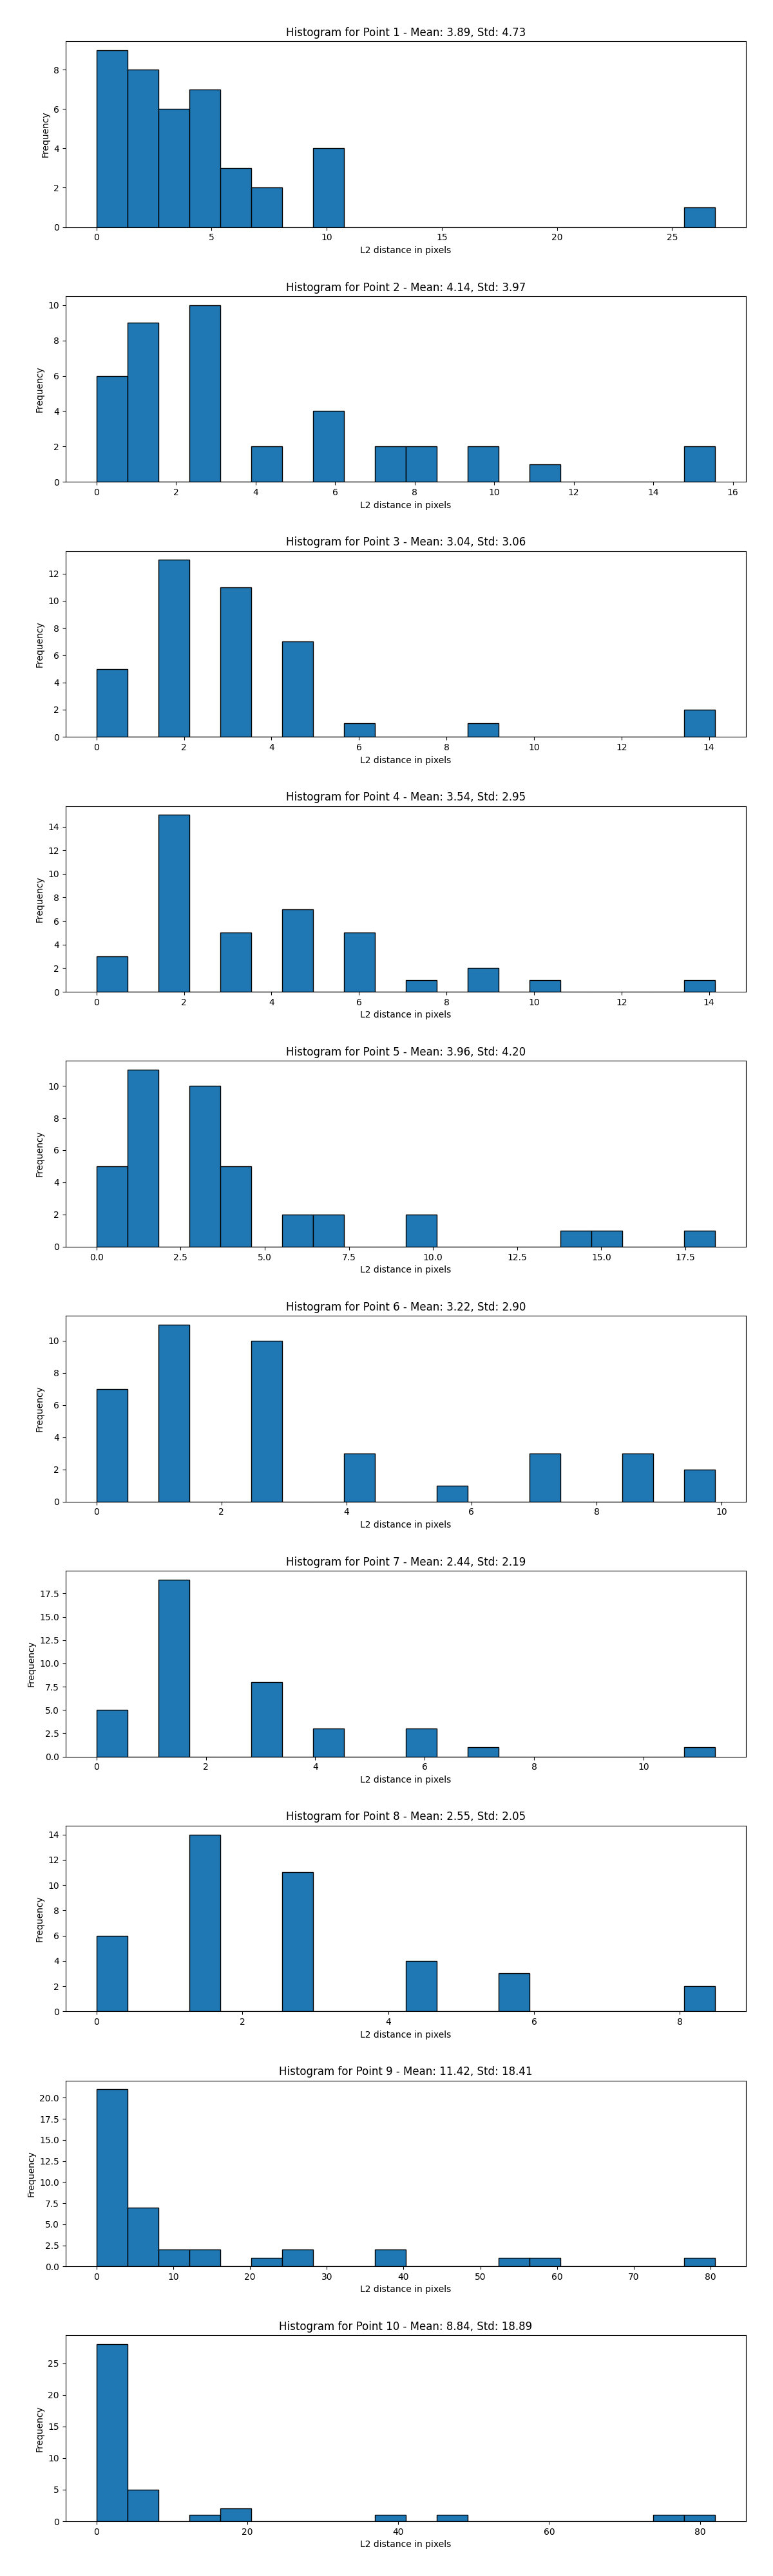 Histogram for Point 1 - Mean: 3.89, Std: 4.73
Frequency
8
6
4
2
0
0 5 10 15 20 25
L2 distance in pixels
Histogram for Point 2 - Mean: 4.14, Std: 3.97
Frequency
10
8
6
4
2
0
0 2 4 6 8 10 12 14 16
L2 distance in pixels
Histogram for Point 3 - Mean: 3.04, Std: 3.06
Frequency
12
10
8
6
4
2
0
0 2 4 6 8 10 12 14
L2 distance in pixels
Histogram for Point 4 - Mean: 3.54, Std: 2.95
Frequency
14
12
10
8
6
4
2
0
0 2 4 6 8 10 12 14
L2 distance in pixels
Histogram for Point 5 - Mean: 3.96, Std: 4.20
Frequency
10
8
6
4
2
0
0.0 2.5 5.0 7.5 10.0 12.5 15.0 17.5
L2 distance in pixels
Histogram for Point 6 - Mean: 3.22, Std: 2.90
Frequency
10
8
6
4
2
0
0 2 4 6 8 10
L2 distance in pixels
Histogram for Point 7 - Mean: 2.44, Std: 2.19
Frequency
17.5
15.0
12.5
10.0
7.5
5.0
2.5
0.0
0 2 4 6 8 10
L2 distance in pixels
Histogram for Point 8 - Mean: 2.55, Std: 2.05
Frequency
14
12
10
8
6
4
2
0
0 2 4 6 8
L2 distance in pixels
Histogram for Point 9 - Mean: 11.42, Std: 18.41
Frequency
20.0
17.5
15.0
12.5
10.0
7.5
5.0
2.5
0.0
0 10 20 30 40 50 60 70 80
L2 distance in pixels
Histogram for Point 10 - Mean: 8.84, Std: 18.89
Frequency
25
20
15
10
5
0
0 20 40 60 80
L2 distance in pixels